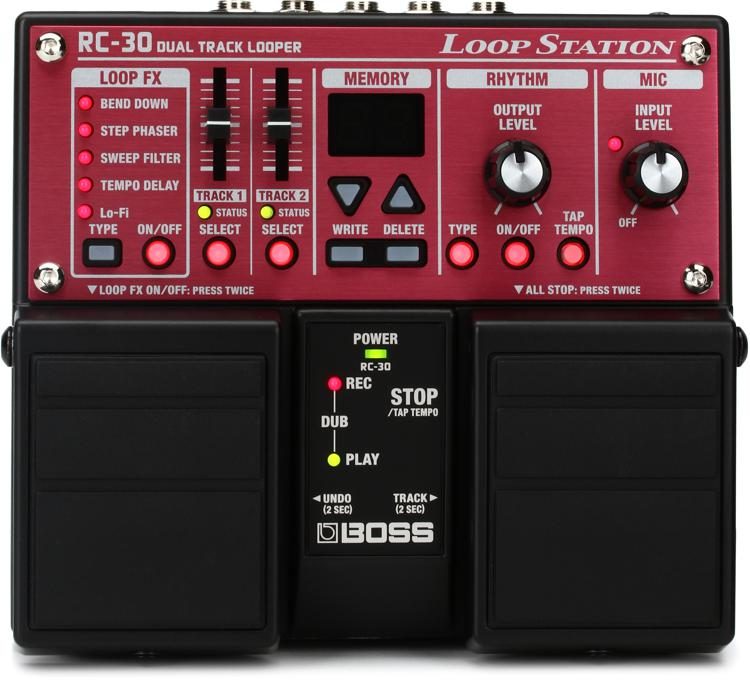 RC-30 DUAL TRACK LOOPER
LOOP STATION
LOOP FX
BEND DOWN
STEP PHASER
SWEEP FILTER
TEMPO DELAY
Lo-Fi
TYPE
ON/OFF
TRACK 1
STATUS
SELECT
TRACK 2
STATUS
SELECT
▼LOOP FX ON/OFF: PRESS TWICE
MEMORY
WRITE
DELETE
RHYTHM
OUTPUT
LEVEL
TYPE
ON/OFF
TAP
TEMPO
MIC
INPUT
LEVEL
OFF
▼ALL STOP: PRESS TWICE
POWER
RC-30
REC
DUB
PLAY
STOP
/TAP TEMPO
◄UNDO
(2 SEC)
TRACK►
(2 SEC)
BOSS